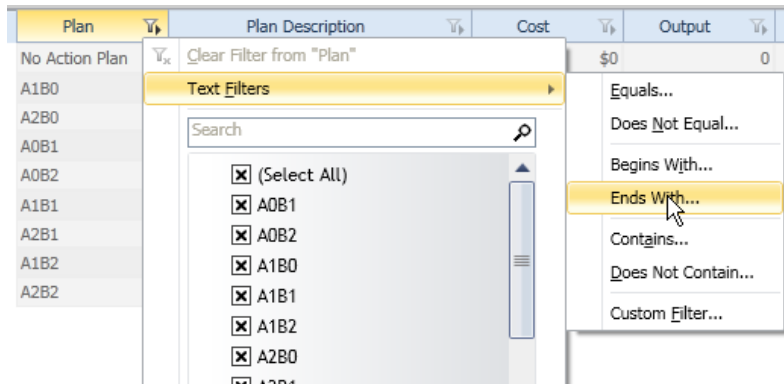 Plan Plan Description Cost Output
No Action Plan $0 0
A1B0
A2B0
A0B1
A0B2
A1B1
A2B1
A1B2
A2B2
Clear Filter from "Plan"
Text Filters
Search
(Select All)
A0B1
A0B2
A1B0
A1B1
A1B2
A2B0
A2B1
Equals...
Does Not Equal...
Begins With...
Ends With...
Contains...
Does Not Contain...
Custom Filter...